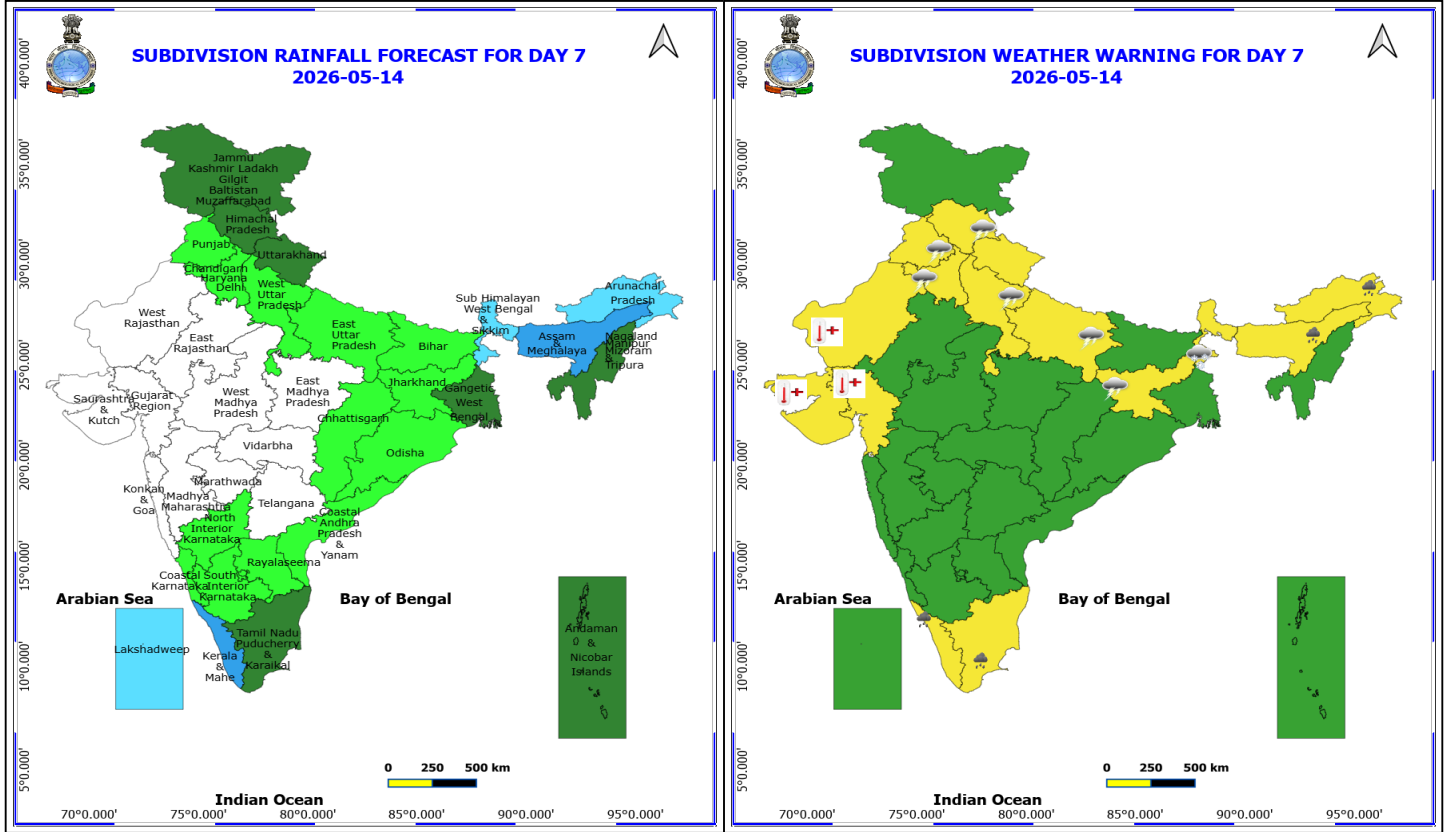 SUBDIVISION RAINFALL FORECAST FOR DAY 7
2026-05-14
40°0.000'
35°0.000'
30°0.000'
25°0.000'
20°0.000'
15°0.000'
10°0.000'
5°0.000'
Jammu
Kashmir Ladakh
Gilgit
Baltistan
Muzaffarabad
Himachal
Pradesh
Punjab
Uttarakhand
Chandigarh
Haryana
Delhi
West
Uttar
Pradesh
Arunachal
Pradesh
Sub Himalayan
West Bengal
&
Sikkim
West
Rajasthan
East
Rajasthan
East
Uttar
Pradesh
Bihar
Assam
&
Meghalaya
Nagaland
Manipur
Mizoram
&
Tripura
Saurashtra
&
Kutch
Gujarat
Region
West
Madhya
Pradesh
East
Madhya
Pradesh
Jharkhand
Gangetic
West
Bengal
Chhattisgarh
Vidarbha
Odisha
Konkan
&
Goa
Madhya
Maharashtra
Marathwada
Telangana
North
Interior
Karnataka
Coastal
Andhra
Pradesh
&
Yanam
Rayalaseema
Coastal
Karnataka
South
Interior
Karnataka
Arabian Sea
Bay of Bengal
Lakshadweep
Kerala
&
Mahe
Tamil Nadu
Puducherry
&
Karaikal
Andaman
&
Nicobar
Islands
0 250 500 km
Indian Ocean
70°0.000' 75°0.000' 80°0.000' 85°0.000' 90°0.000' 95°0.000'
SUBDIVISION WEATHER WARNING FOR DAY 7
2026-05-14
40°0.000'
35°0.000'
30°0.000'
25°0.000'
20°0.000'
15°0.000'
10°0.000'
5°0.000'
Arabian Sea
Bay of Bengal
0 250 500 km
Indian Ocean
70°0.000' 75°0.000' 80°0.000' 85°0.000' 90°0.000' 95°0.000'